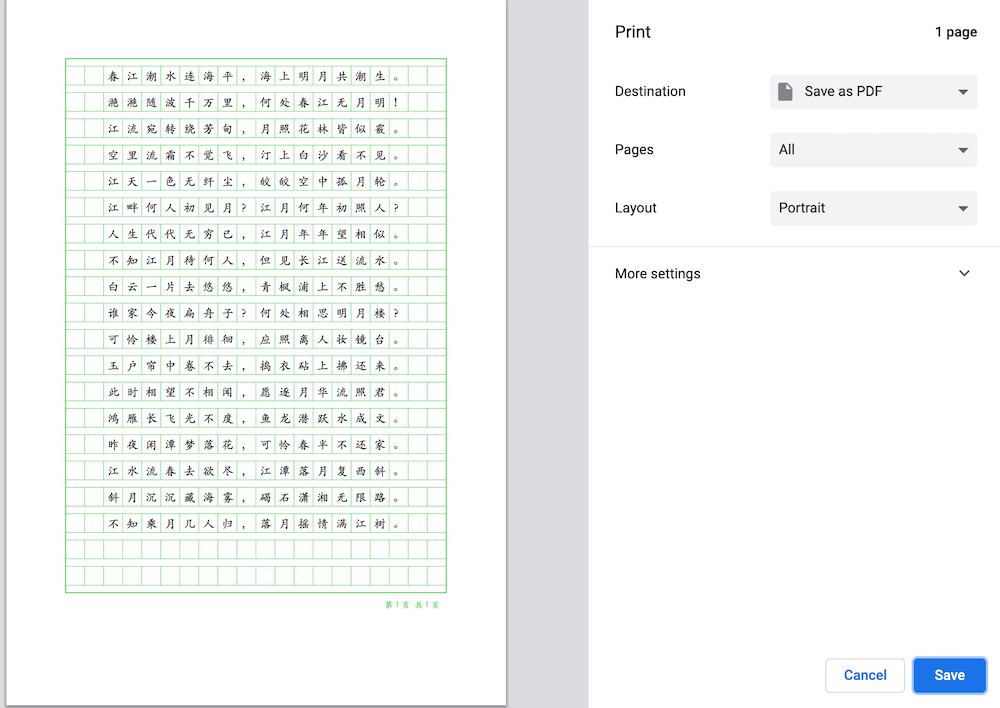 春江潮水连海平，海上明月共潮生。
滟滟随波千万里，何处春江无月明！
江流宛转绕芳甸，月照花林皆似霰。
空里流霜不觉飞，汀上白沙看不见。
江天一色无纤尘，皎皎空中孤月轮。
江畔何人初见月？江月何年初照人？
人生代代无穷已，江月年年望相似。
不知江月待何人，但见长江送流水。
白云一片去悠悠，青枫浦上不胜愁。
谁家今夜扁舟子？何处相思明月楼？
可怜楼上月徘徊，应照离人妆镜台。
玉户帘中卷不去，捣衣砧上拂还来。
此时相望不相闻，愿逐月华流照君。
鸿雁长飞光不度，鱼龙潜跃水成文。
昨夜闲潭梦落花，可怜春半不还家。
江水流春去欲尽，江潭落月复西斜。
斜月沉沉藏海雾，碣石潇湘无限路。
不知乘月几人归，落月摇情满江树。
第1页 共1页
Print
1 page
Destination
Save as PDF
Pages
All
Layout
Portrait
More settings
Cancel
Save